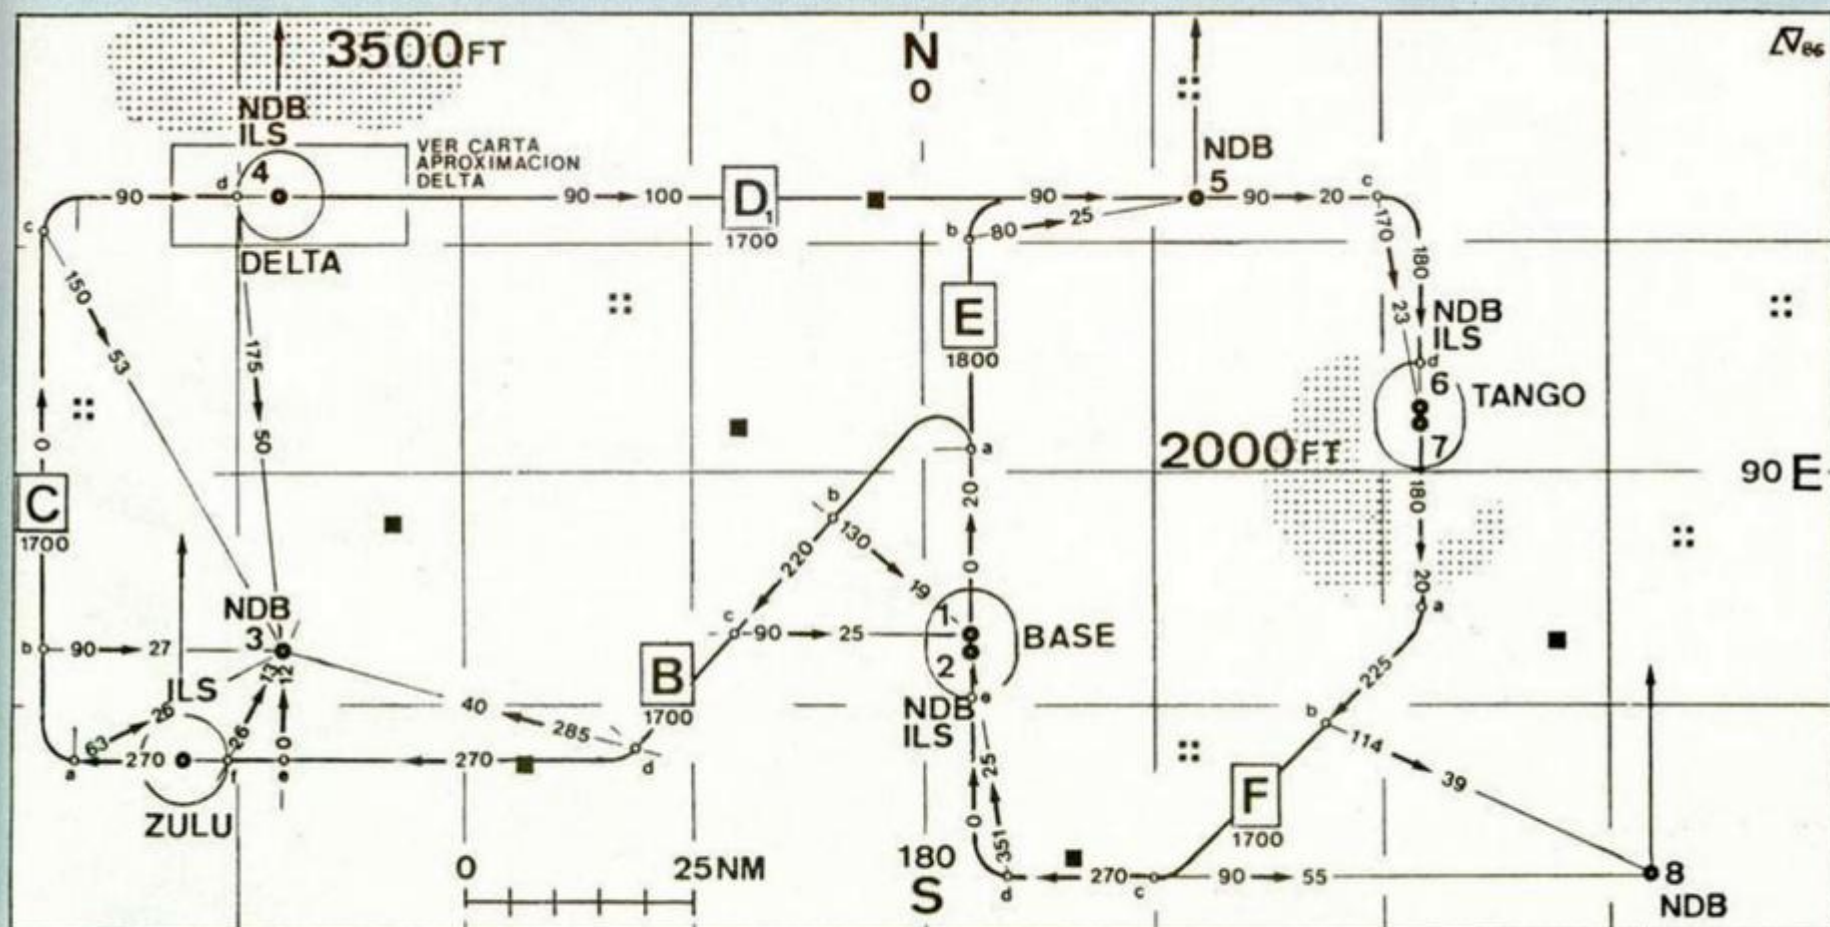 3500FT
N
0
86
NDB
ILS
4
VER CARTA
APROXIMACION
DELTA
NDB
5
c
90
d
90
100
D1
1700
90
90
20
c
b
80
25
DELTA
150
53
175
50
E
1800
170
23
180
NDB
ILS
d
6
TANGO
7
2000FT
90 E
a
b
0
C
1700
220
130
19
20
0
180
20
a
NDB
3
c
90
25
1
2
BASE
b
90
27
12
13
ILS
B
1700
225
e
NDB
ILS
b
63
26
26
0
40
285
114
39
a
270
f
e
270
d
25
351
0
F
1700
ZULU
0
25NM
180
S
d
270
c
90
55
8
NDB